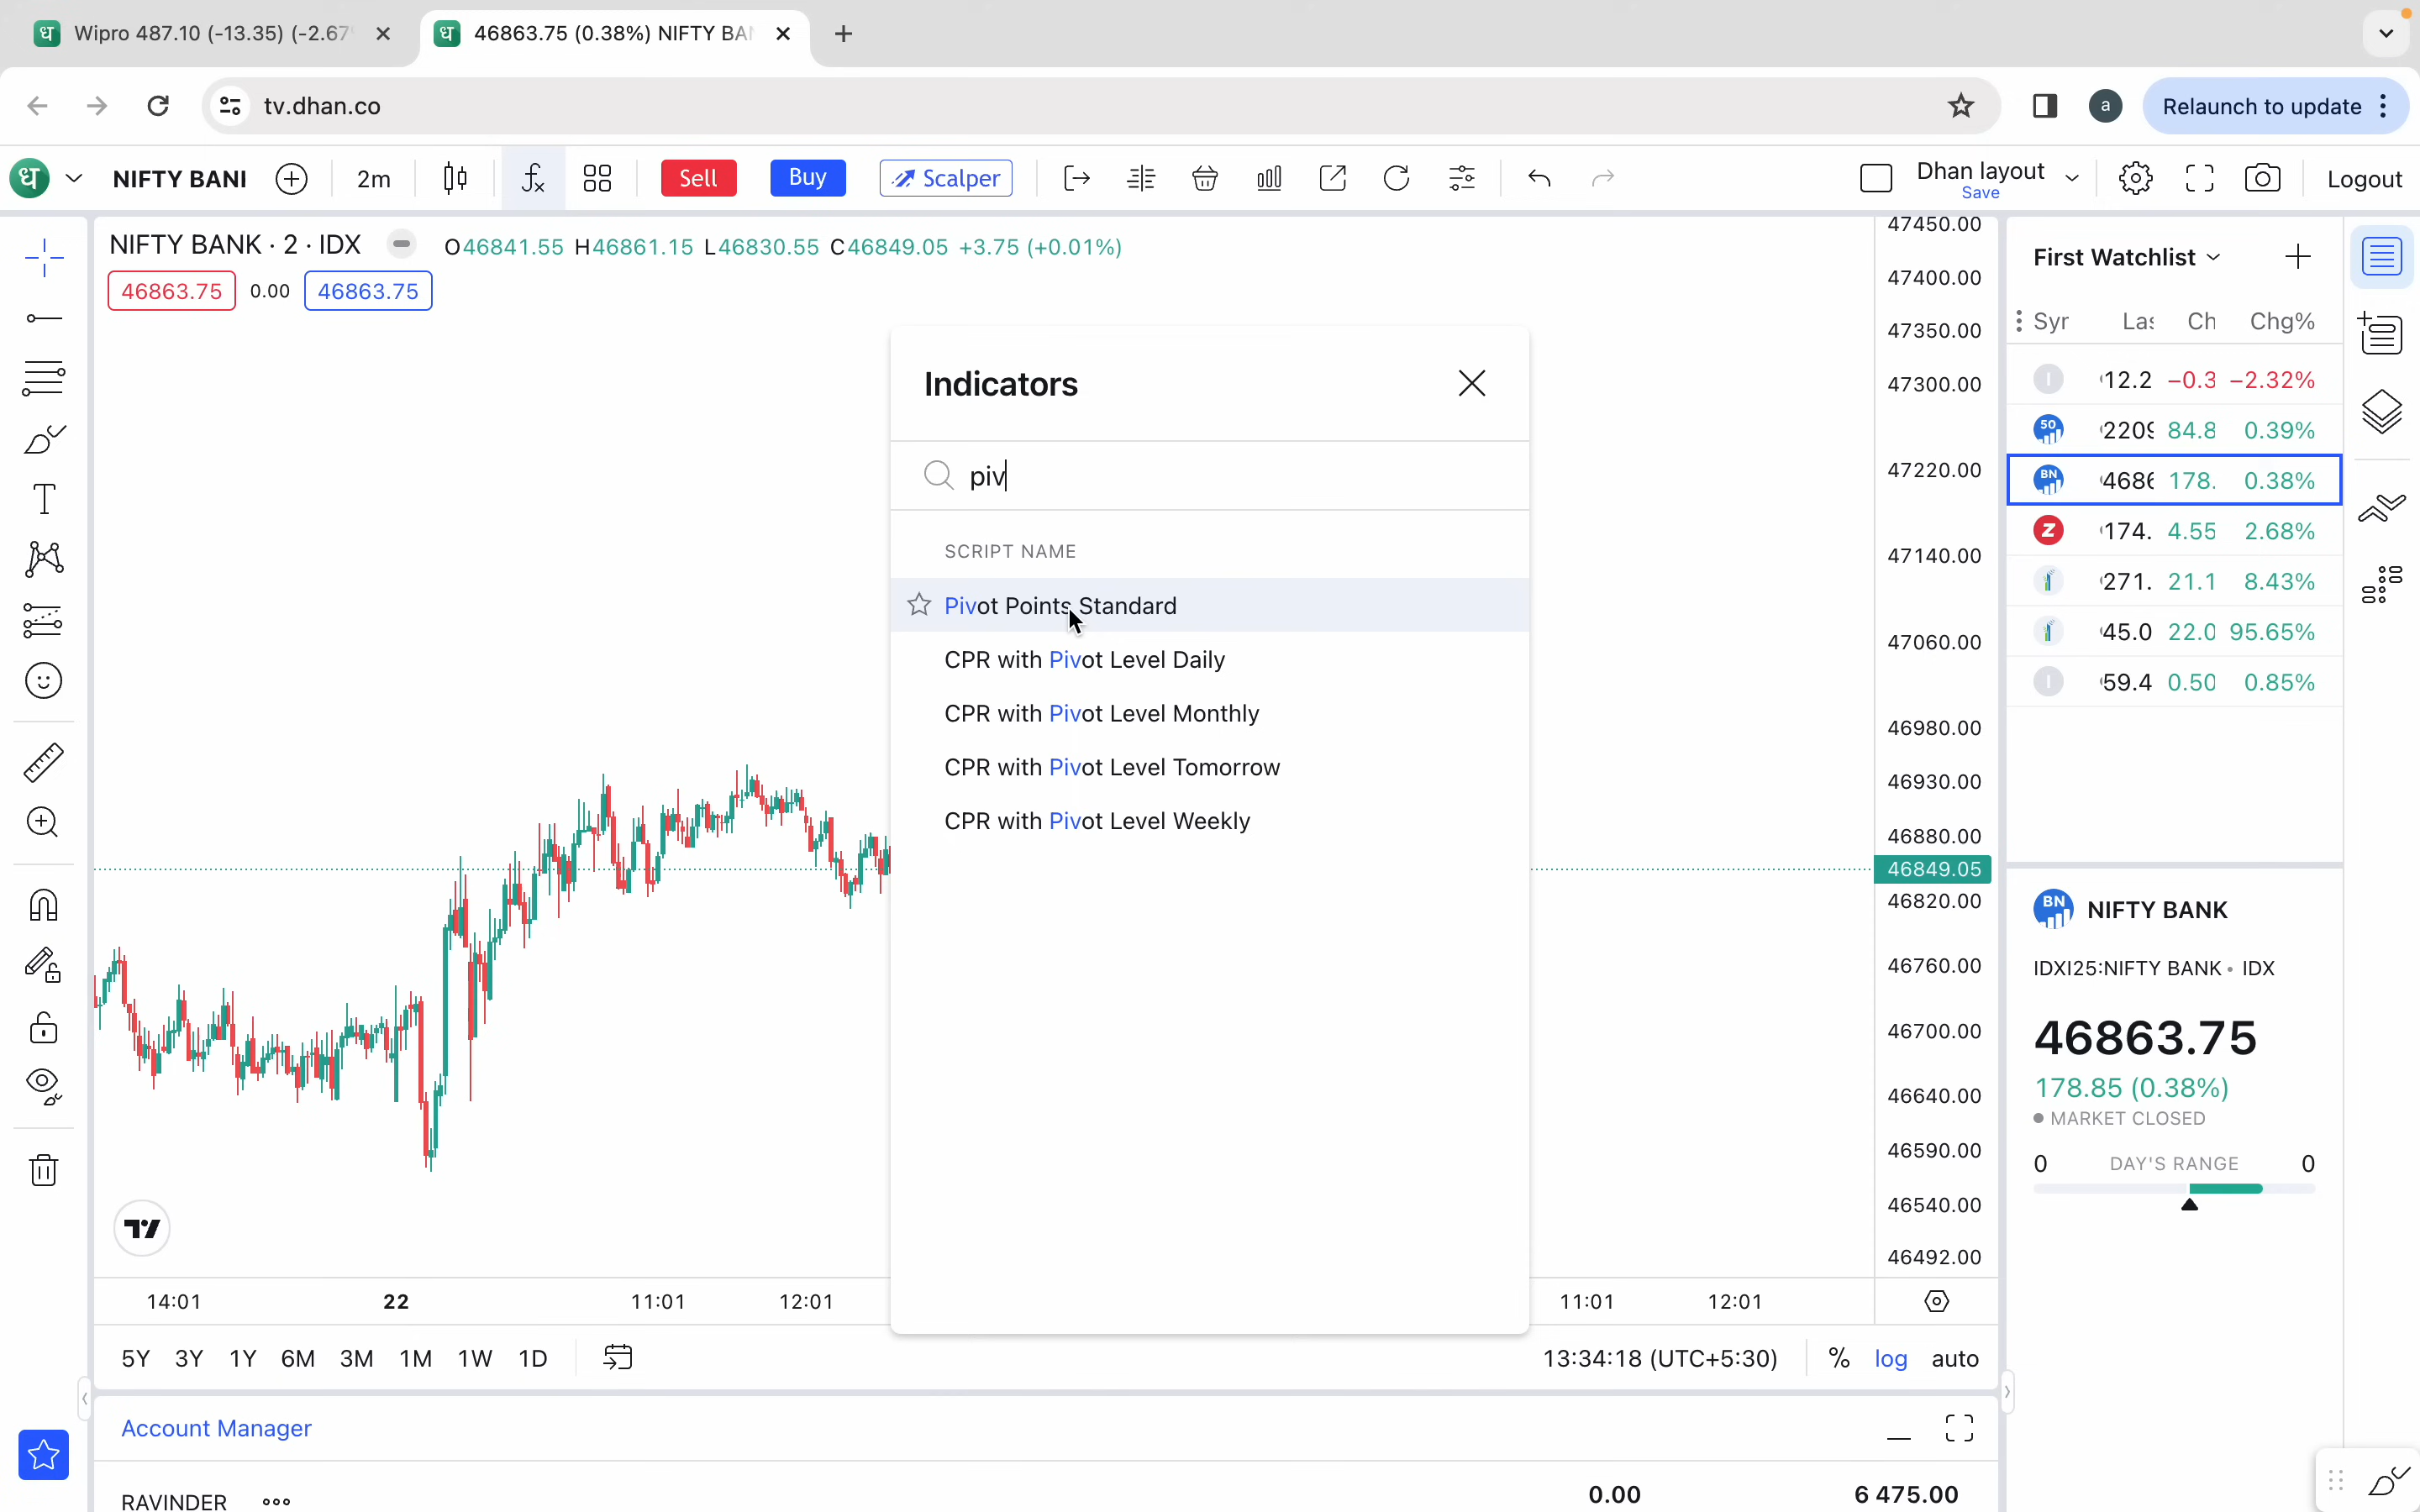 Wipro 487.10 (-13.35) (-2.67
46863.75 (0.38%) NIFTY BA
tv.dhan.co
a
Relaunch to update
ध
NIFTY BANI
2m
Sell
Buy
Scalper
Dhan layout
Save
Logout
NIFTY BANK · 2 · IDX
O46841.55 H46861.15 L46830.55 C46849.05 +3.75 (+0.01%)
46863.75
0.00
46863.75
Indicators
piv
SCRIPT NAME
Pivot Points Standard
CPR with Pivot Level Daily
CPR with Pivot Level Monthly
CPR with Pivot Level Tomorrow
CPR with Pivot Level Weekly
47450.00
47400.00
47350.00
47300.00
47220.00
47140.00
47060.00
46980.00
46930.00
46880.00
46849.05
46820.00
46760.00
46700.00
46640.00
46590.00
46540.00
46492.00
14:01
22
11:01
12:01
11:01
12:01
5Y 3Y 1Y 6M 3M 1M 1W 1D
13:34:18 (UTC+5:30)
% log auto
Account Manager
RAVINDER
0.00
6 475.00
First Watchlist
Syr Las Ch Chg%
I 12.2 −0.3 −2.32%
50 2209 84.8 0.39%
BN 4686 178. 0.38%
Z 174. 4.55 2.68%
271. 21.1 8.43%
45.0 22.0 95.65%
I 59.4 0.50 0.85%
BN NIFTY BANK
IDXI25:NIFTY BANK • IDX
46863.75
178.85 (0.38%)
MARKET CLOSED
0 DAY'S RANGE 0